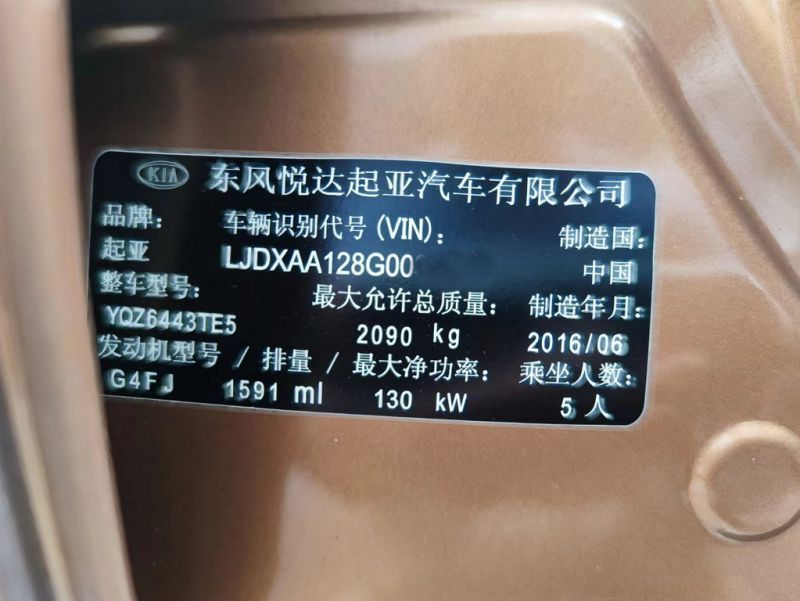 KIA 东风悦达起亚汽车有限公司
品牌: 车辆识别代号(VIN): 制造国:
起亚 LJDXAA128G00 中国
整车型号: 最大允许总质量: 制造年月:
YQZ6443TE5 2090 kg 2016/06
发动机型号 / 排量 / 最大净功率: 乘坐人数:
G4FJ 1591 ml 130 kW 5 人